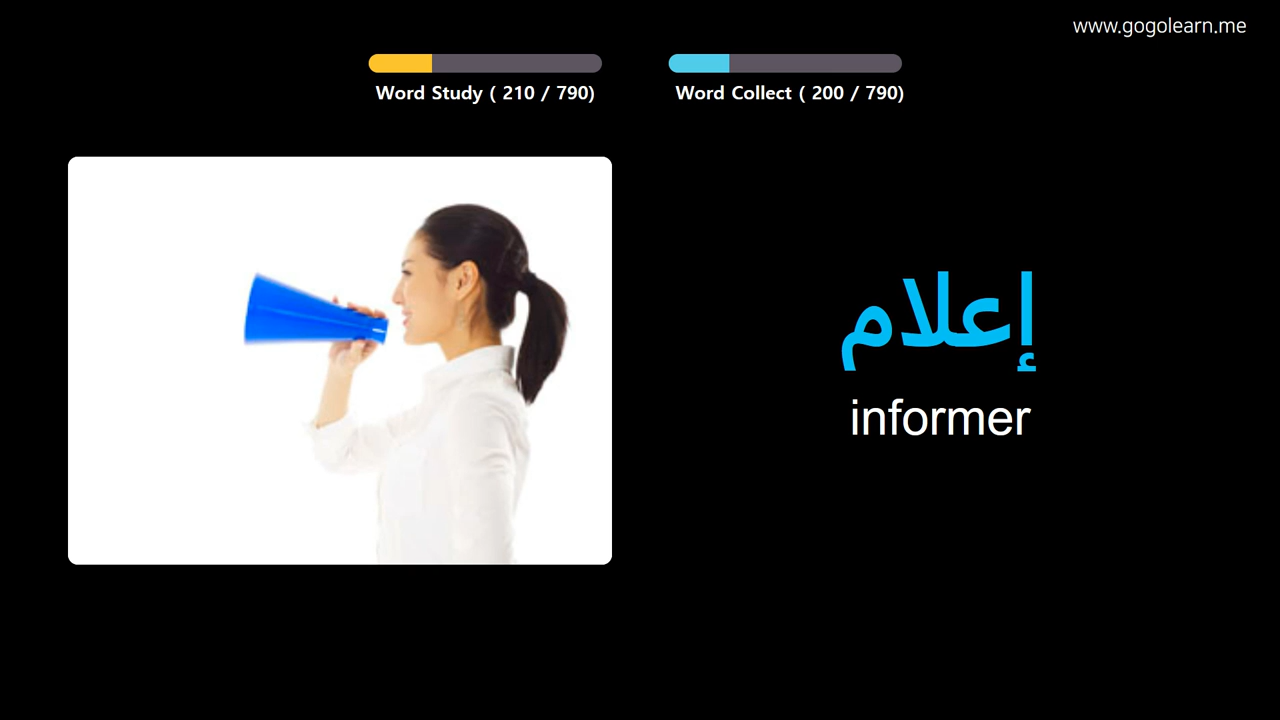 www.gogolearn.me
Word Study ( 210 / 790)
Word Collect ( 200 / 790)
إعلام
informer